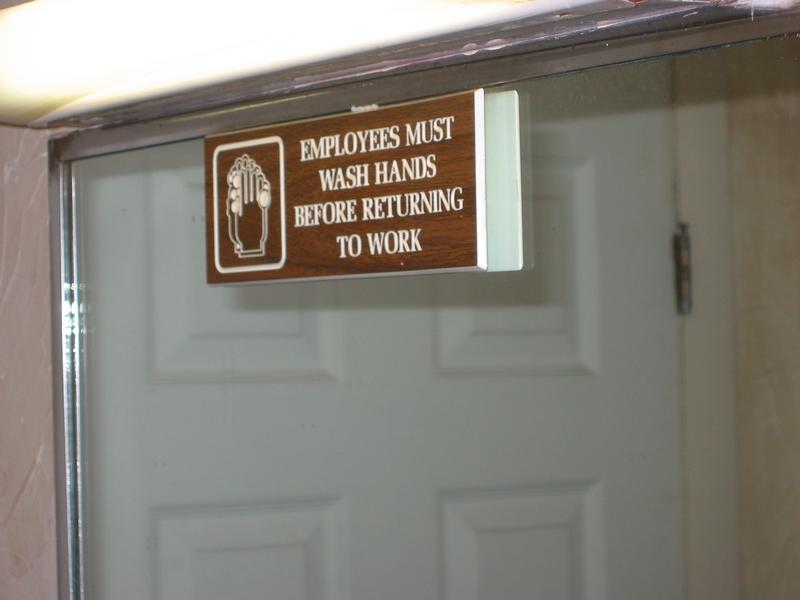 EMPLOYEES MUST
WASH HANDS
BEFORE RETURNING
TO WORK